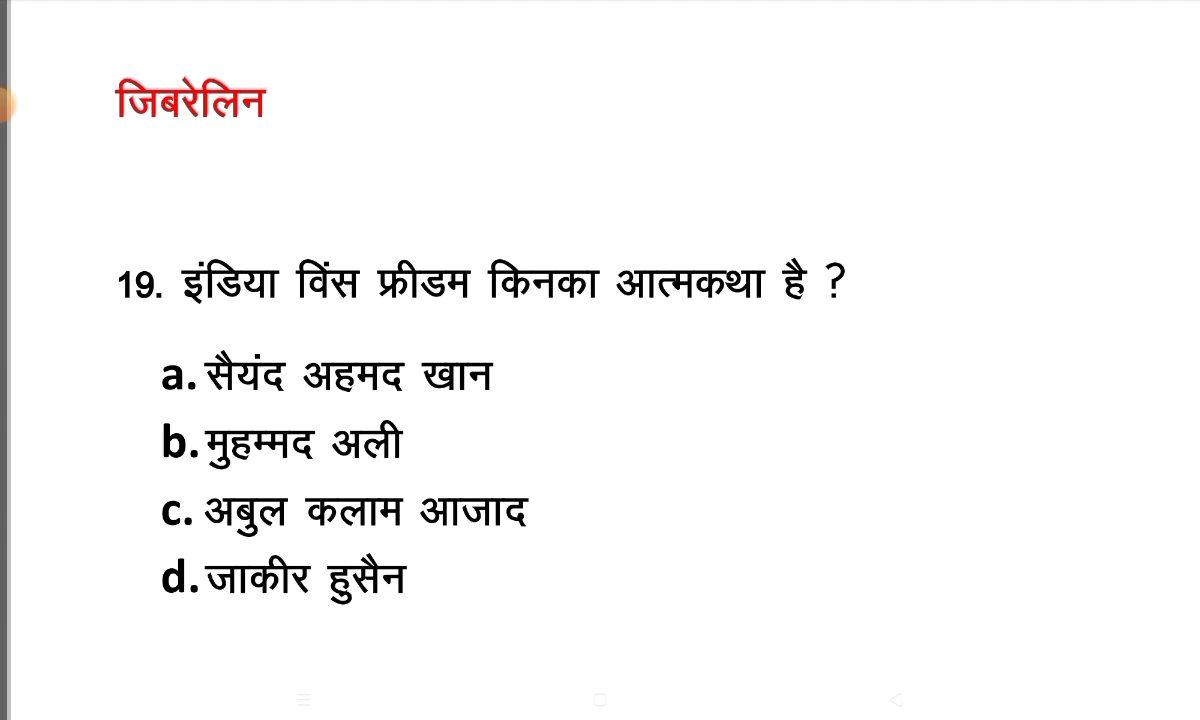 जिबरेलिन
19. इंडिया विंस फ्रीडम किनका आत्मकथा है ?
a. सैयंद अहमद खान
b. मुहम्मद अली
c. अबुल कलाम आजाद
d. जाकीर हुसैन